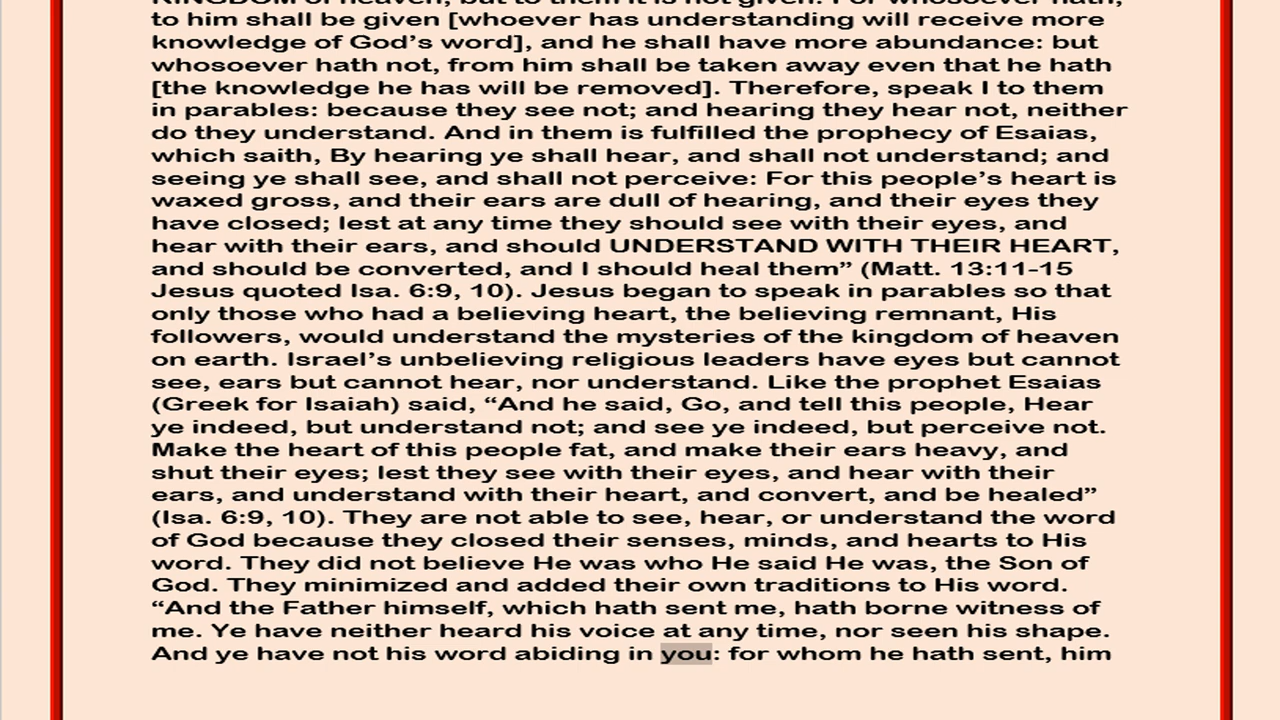 KINGDOM of heaven, but to them it is not given. For whosoever hath,
to him shall be given [whoever has understanding will receive more
knowledge of God’s word], and he shall have more abundance: but
whosoever hath not, from him shall be taken away even that he hath
[the knowledge he has will be removed]. Therefore, speak I to them
in parables: because they see not; and hearing they hear not, neither
do they understand. And in them is fulfilled the prophecy of Esaias,
which saith, By hearing ye shall hear, and shall not understand; and
seeing ye shall see, and shall not perceive: For this people’s heart is
waxed gross, and their ears are dull of hearing, and their eyes they
have closed; lest at any time they should see with their eyes, and
hear with their ears, and should UNDERSTAND WITH THEIR HEART,
and should be converted, and I should heal them” (Matt. 13:11-15
Jesus quoted Isa. 6:9, 10). Jesus began to speak in parables so that
only those who had a believing heart, the believing remnant, His
followers, would understand the mysteries of the kingdom of heaven
on earth. Israel’s unbelieving religious leaders have eyes but cannot
see, ears but cannot hear, nor understand. Like the prophet Esaias
(Greek for Isaiah) said, “And he said, Go, and tell this people, Hear
ye indeed, but understand not; and see ye indeed, but perceive not.
Make the heart of this people fat, and make their ears heavy, and
shut their eyes; lest they see with their eyes, and hear with their
ears, and understand with their heart, and convert, and be healed”
(Isa. 6:9, 10). They are not able to see, hear, or understand the word
of God because they closed their senses, minds, and hearts to His
word. They did not believe He was who He said He was, the Son of
God. They minimized and added their own traditions to His word.
“And the Father himself, which hath sent me, hath borne witness of
me. Ye have neither heard his voice at any time, nor seen his shape.
And ye have not his word abiding in you: for whom he hath sent, him